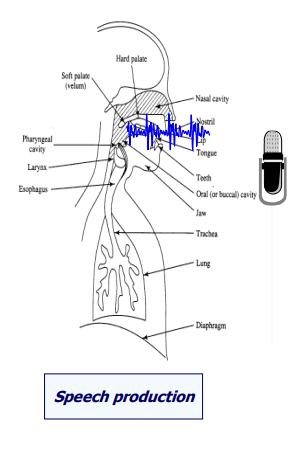 Hard palate
Soft palate
(velum)
Nasal cavity
Nostril
Lip
Tongue
Pharyngeal
cavity
Larynx
Teeth
Esophagus
Oral (or buccal) cavity
Jaw
Trachea
Lung
Diaphragm
Speech production